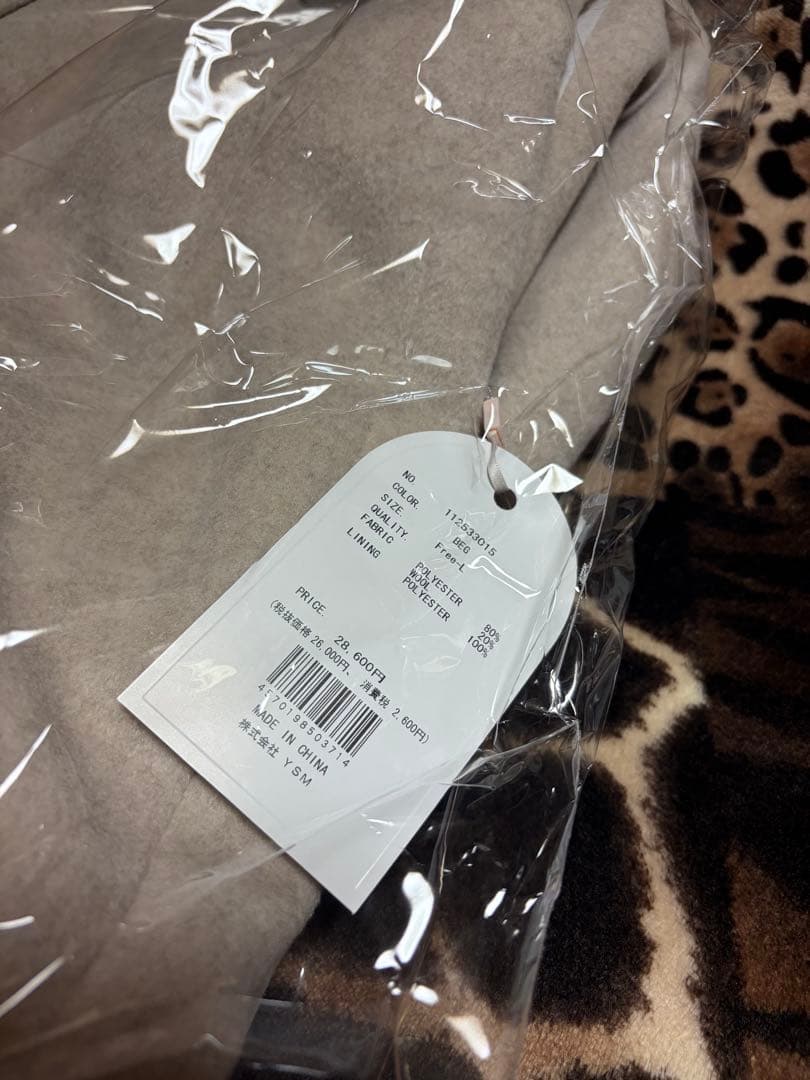 NO 112533015
COLOR. BEG
SIZE. Free-L
QUALITY.
FABRIC POLYESTER 80%
WOOL 20%
LINING POLYESTER 100%
PRICE. 28,600円
(税抜価格 26,000円、 消費税 2,600円)
4570198503714
MADE IN CHINA
株式会社 YSM